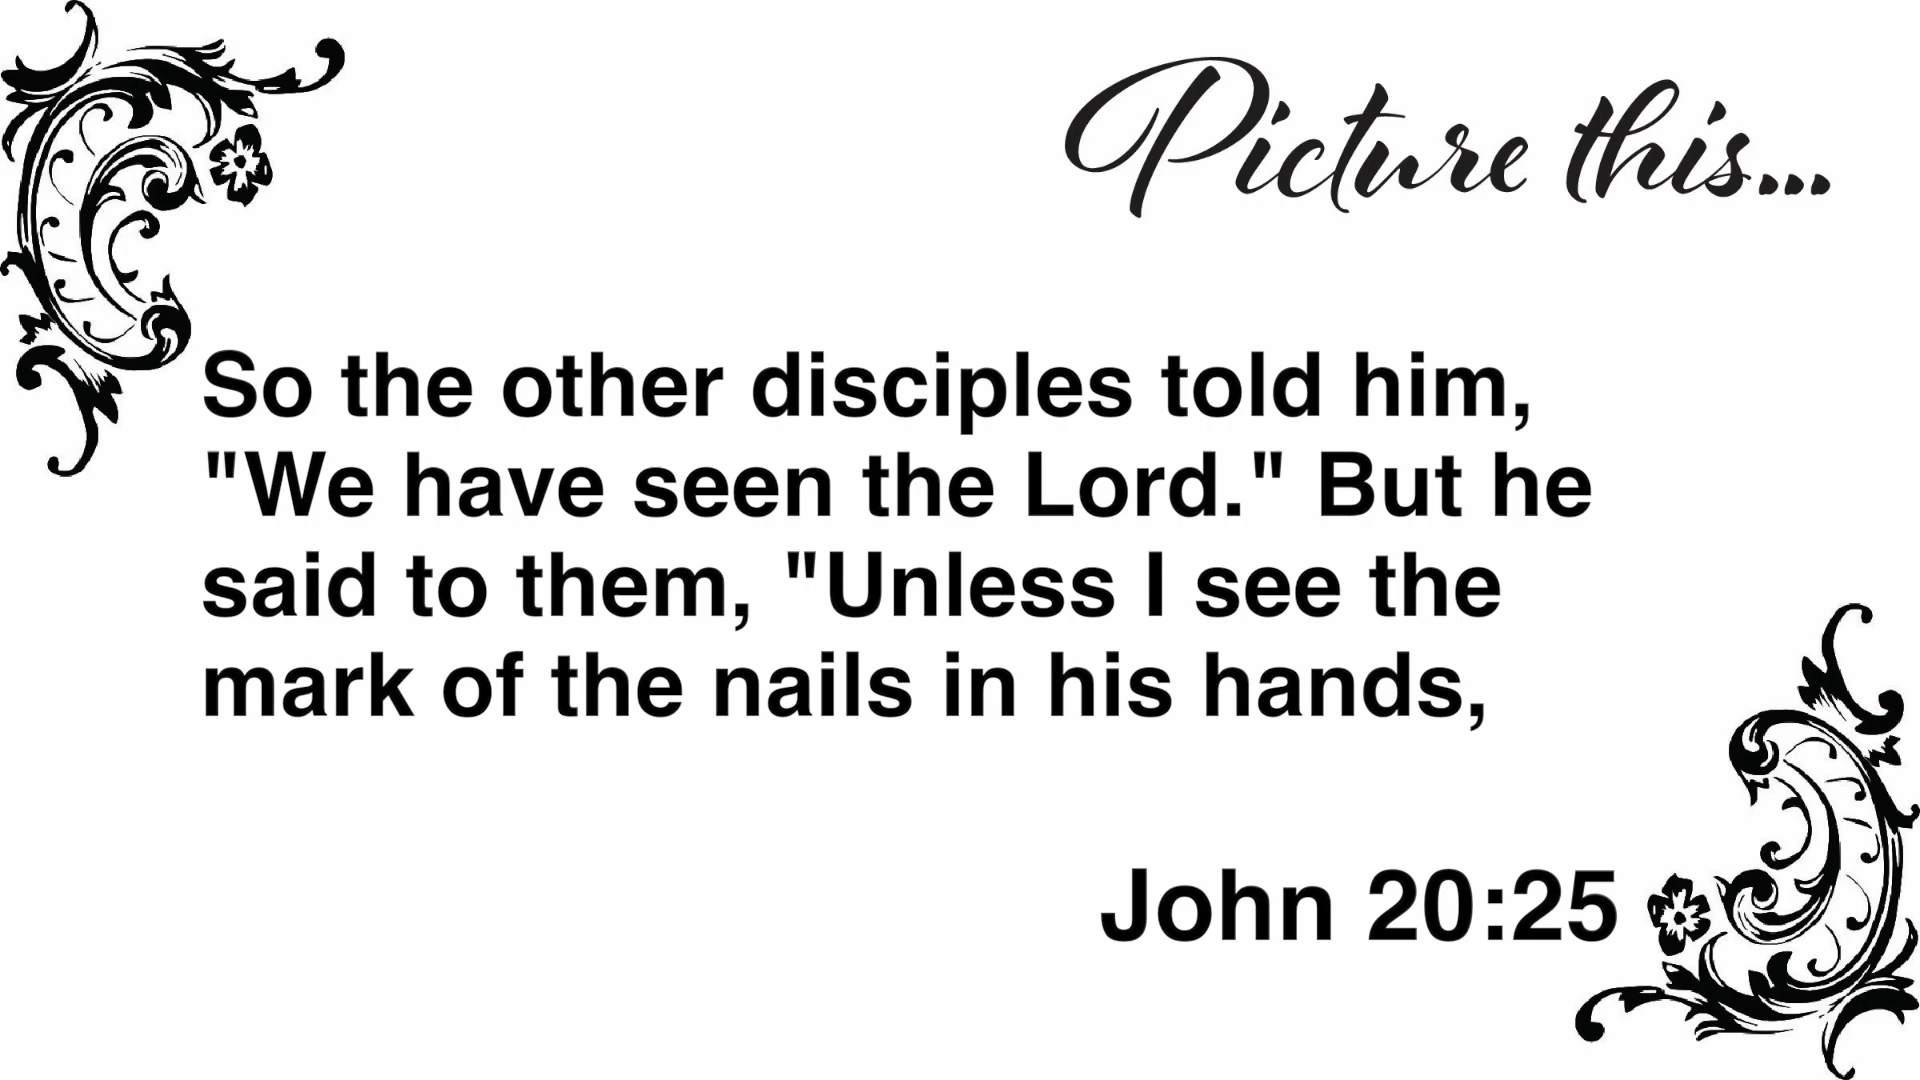 Picture this...
So the other disciples told him,
"We have seen the Lord." But he
said to them, "Unless I see the
mark of the nails in his hands,
John 20:25